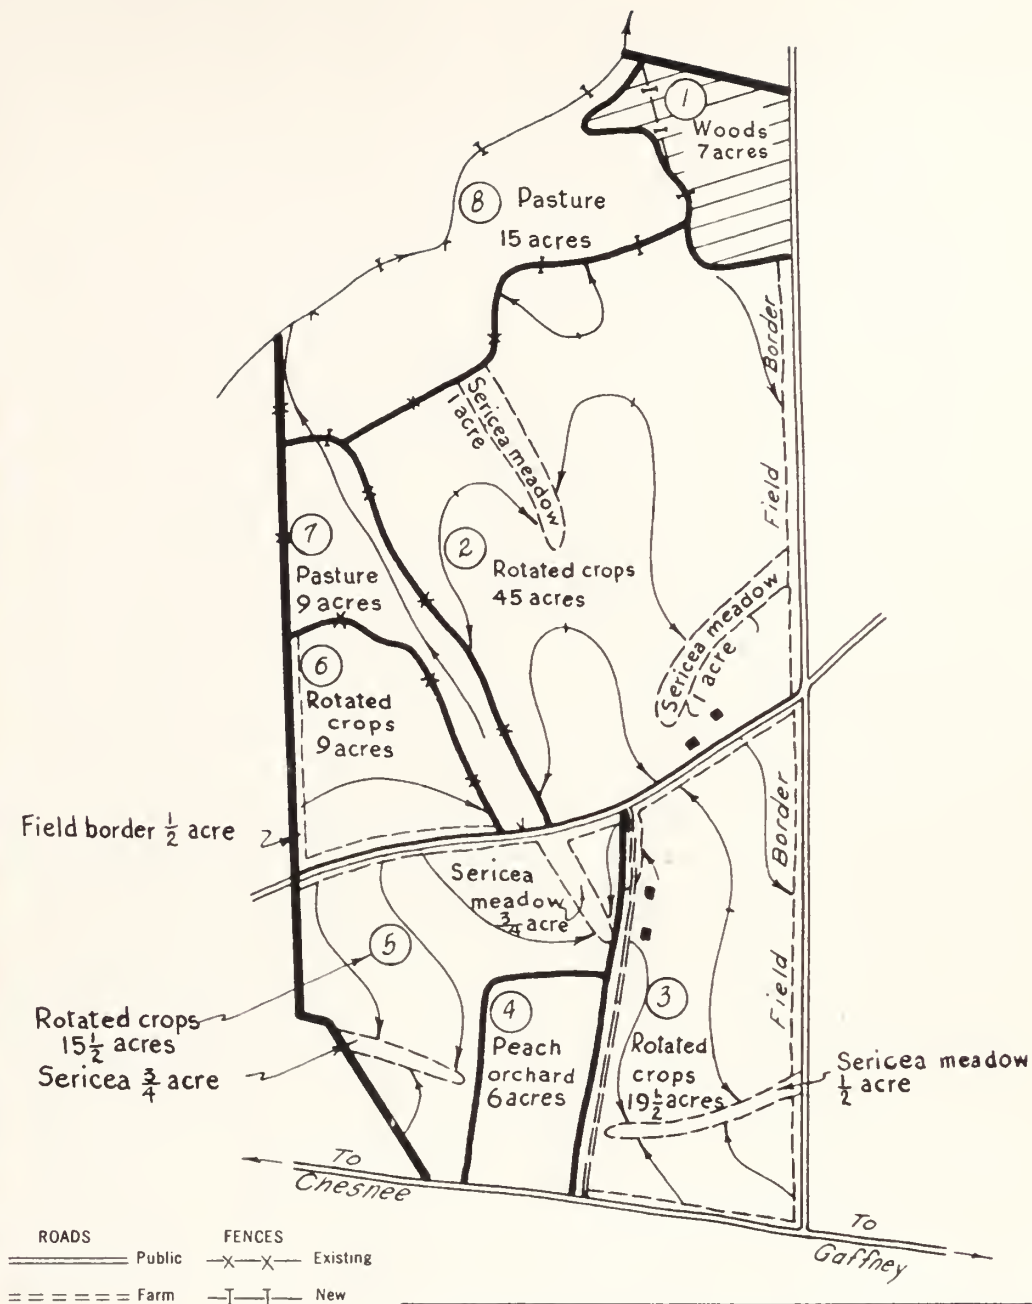 1
Woods
7 acres
8 Pasture
15 acres
Border
Field
Sericea meadow
1 acre
7
Pasture
9 acres
2
Rotated crops
45 acres
Sericea meadow
1 acre
6
Rotated
crops
9 acres
Field border 1/2 acre
Border
Field
Sericea
meadow
3/4 acre
5
Rotated crops
15 1/2 acres
Sericea 3/4 acre
4
Peach
orchard
6 acres
3
Rotated
crops
19 1/2 acres
Sericea meadow
1/2 acre
To
Chesnee
To
Gaffney
ROADS
Public
Farm
FENCES
Existing
New